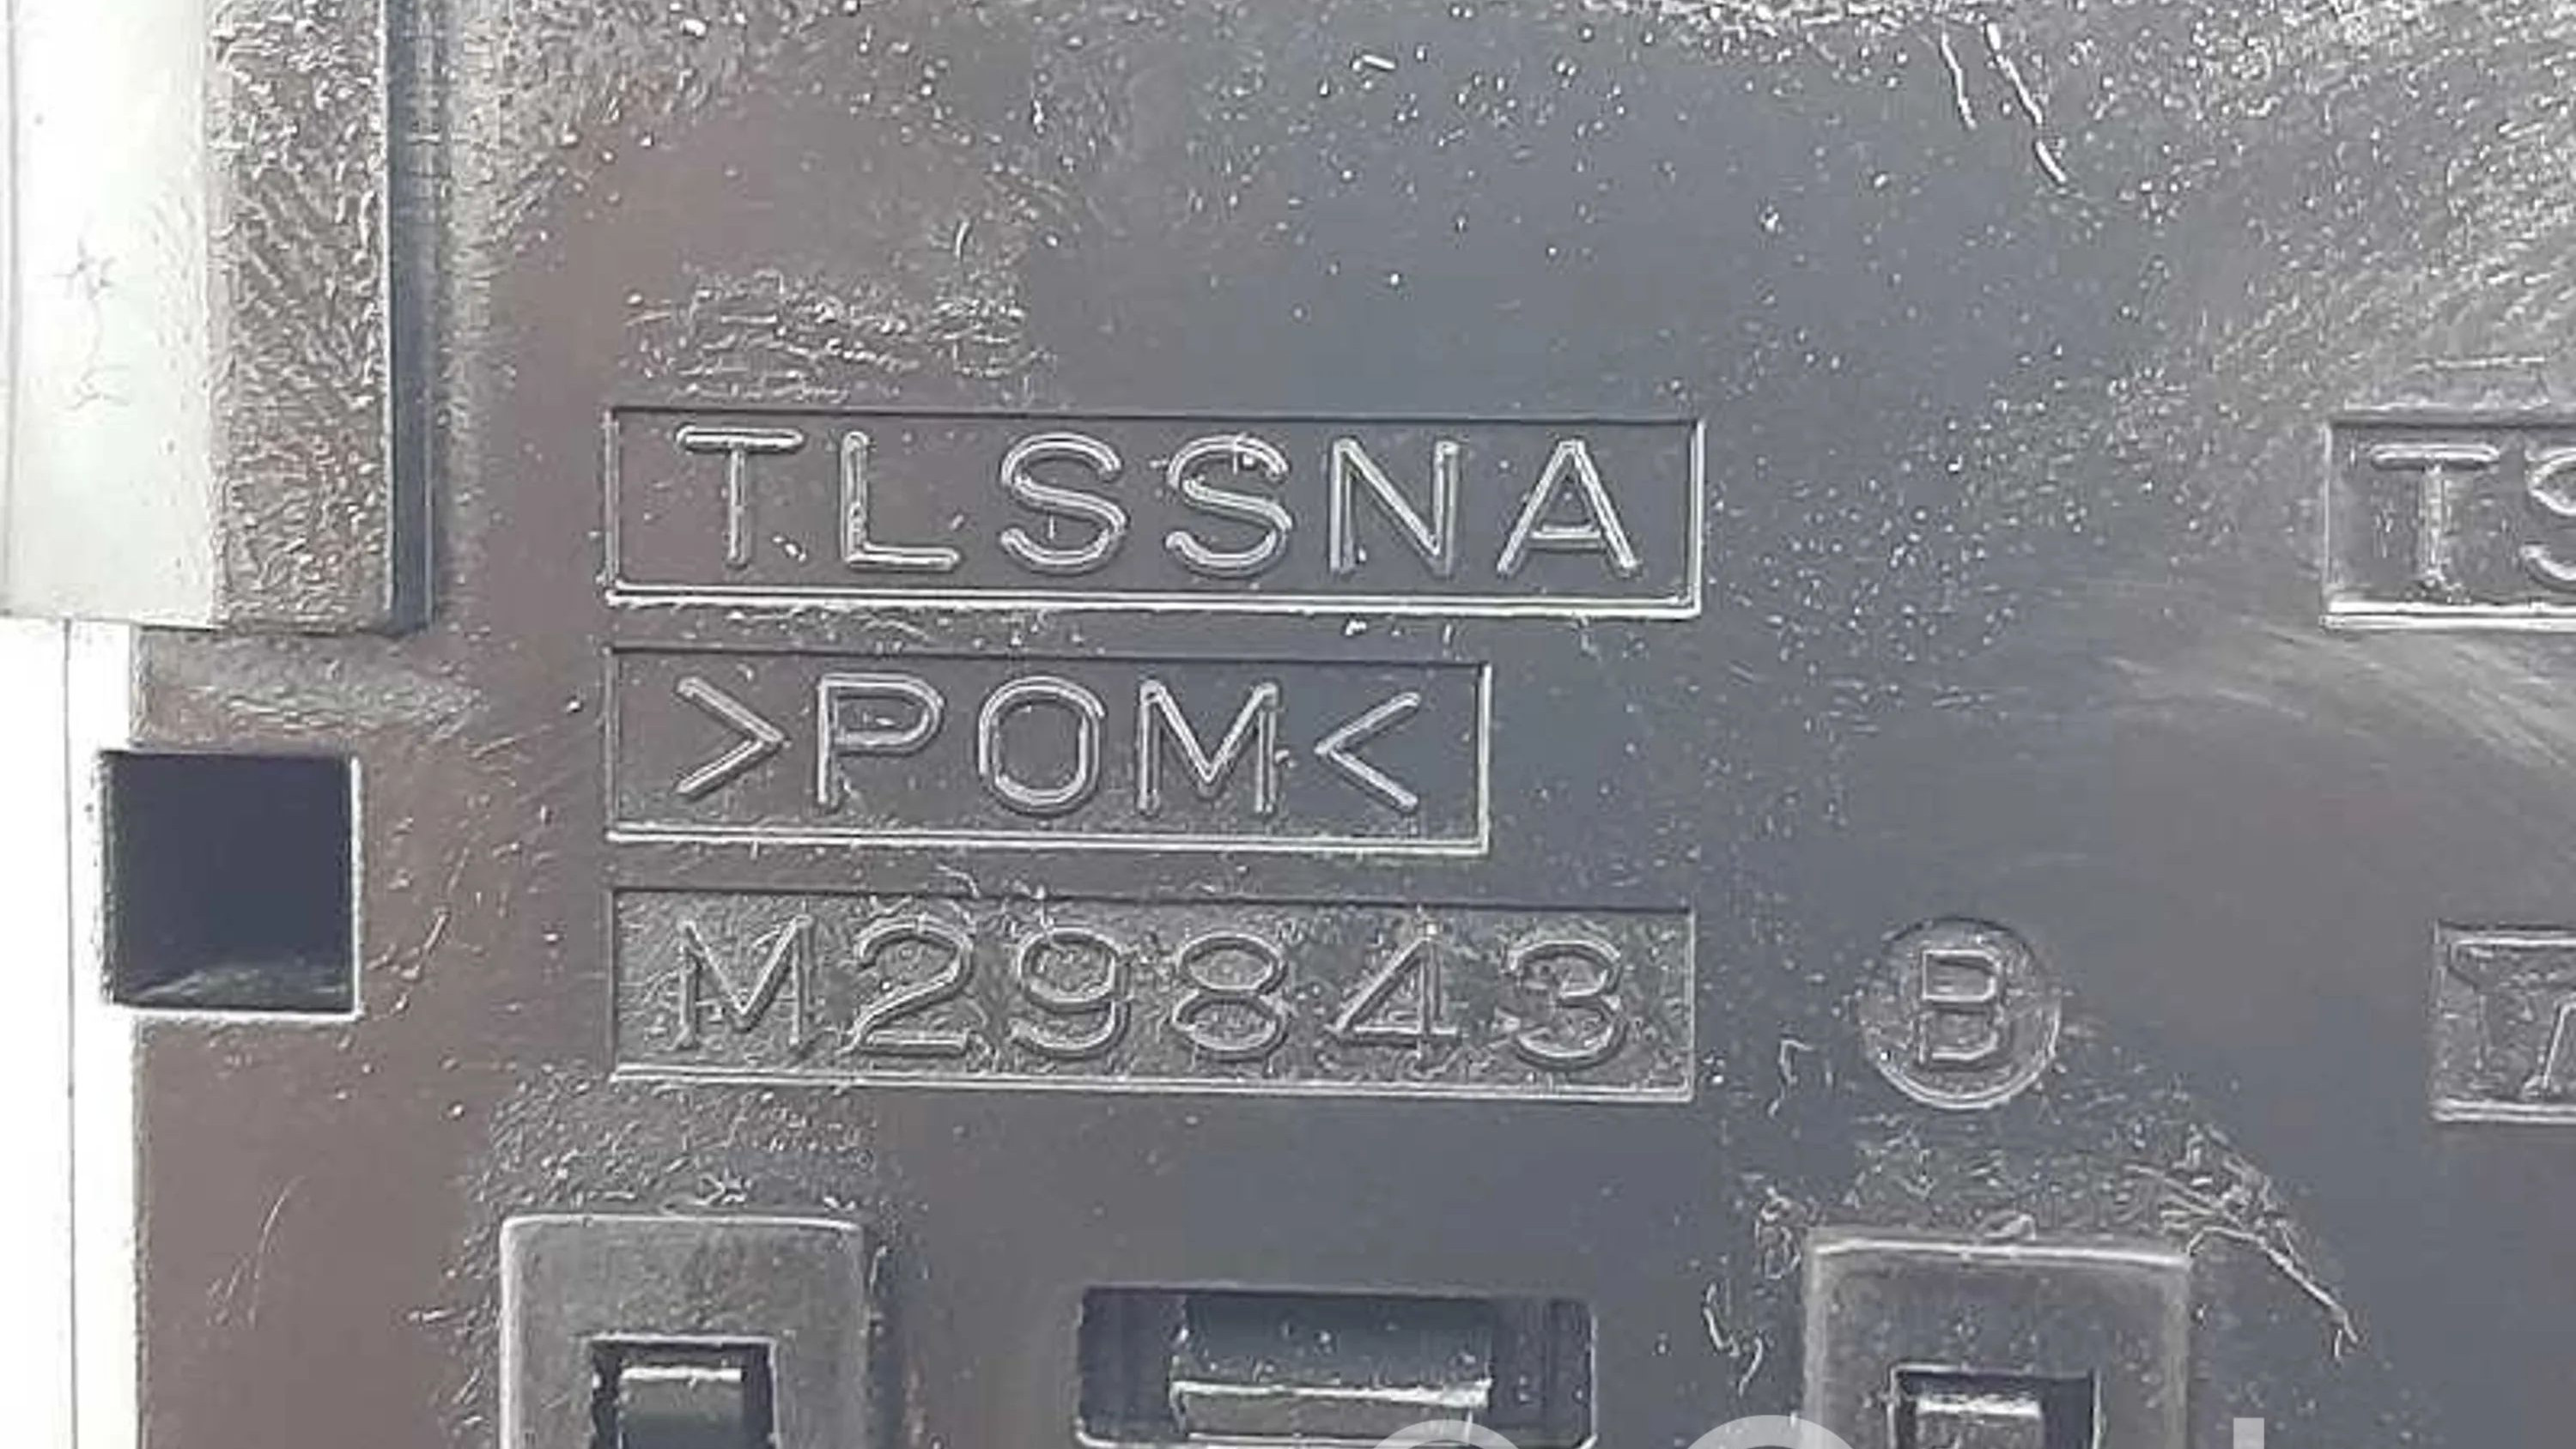 TLSSNA
>POM<
M29843
B